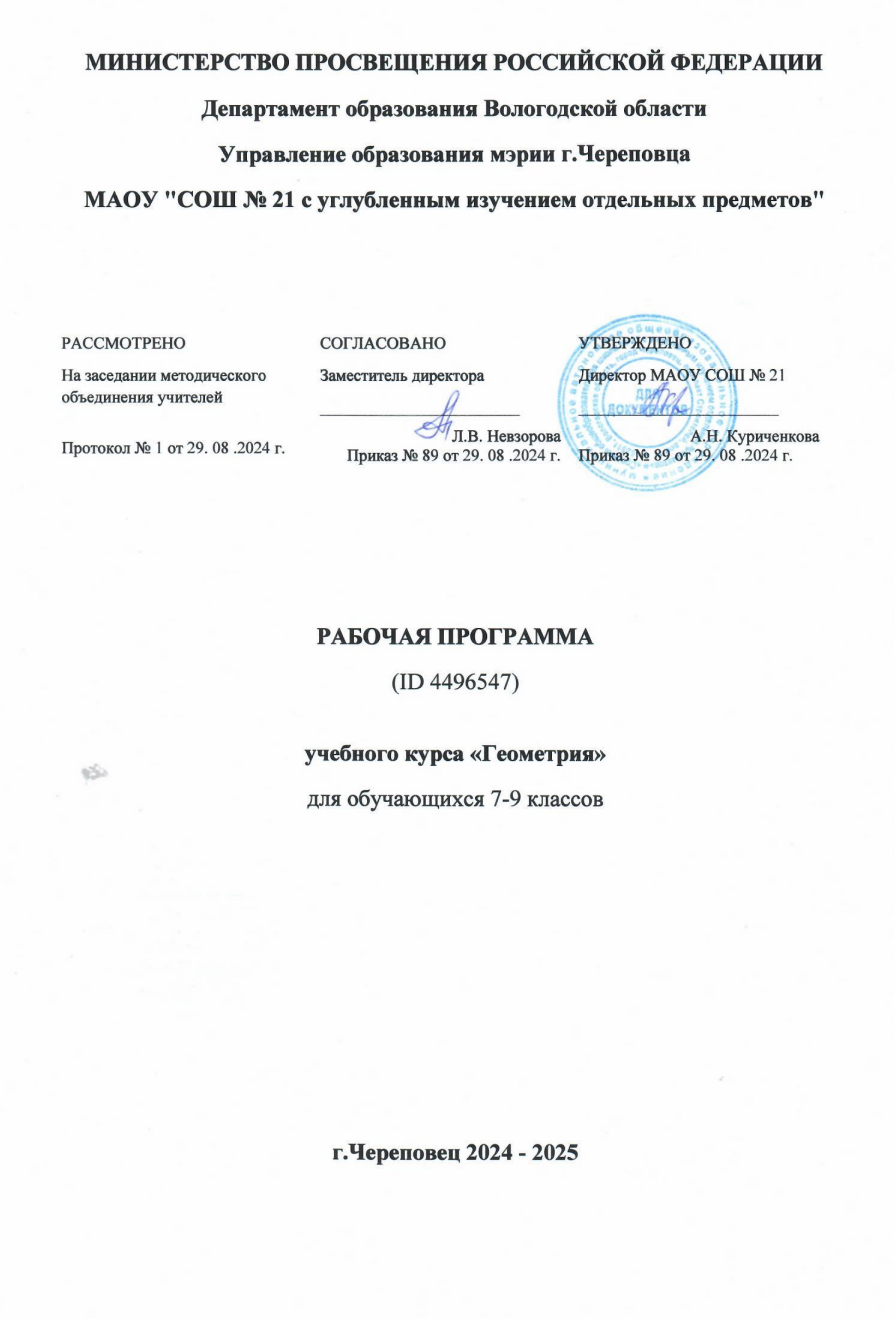 МИНИСТЕРСТВО ПРОСВЕЩЕНИЯ РОССИЙСКОЙ ФЕДЕРАЦИИ
Департамент образования Вологодской области
Управление образования мэрии г.Череповца
МАОУ "СОШ № 21 с углубленным изучением отдельных предметов"
РАССМОТРЕНО
На заседании методического
объединения учителей
Протокол № 1 от 29. 08 .2024 г.
СОГЛАСОВАНО
Заместитель директора
Л.В. Невзорова
Приказ № 89 от 29. 08 .2024 г.
УТВЕРЖДЕНО
Директор МАОУ СОШ № 21
А.Н. Куриченкова
Приказ № 89 от 29. 08 .2024 г.
ДЛЯ
ДОКУМЕНТОВ
РАБОЧАЯ ПРОГРАММА
(ID 4496547)
учебного курса «Геометрия»
для обучающихся 7-9 классов
г.Череповец 2024 - 2025